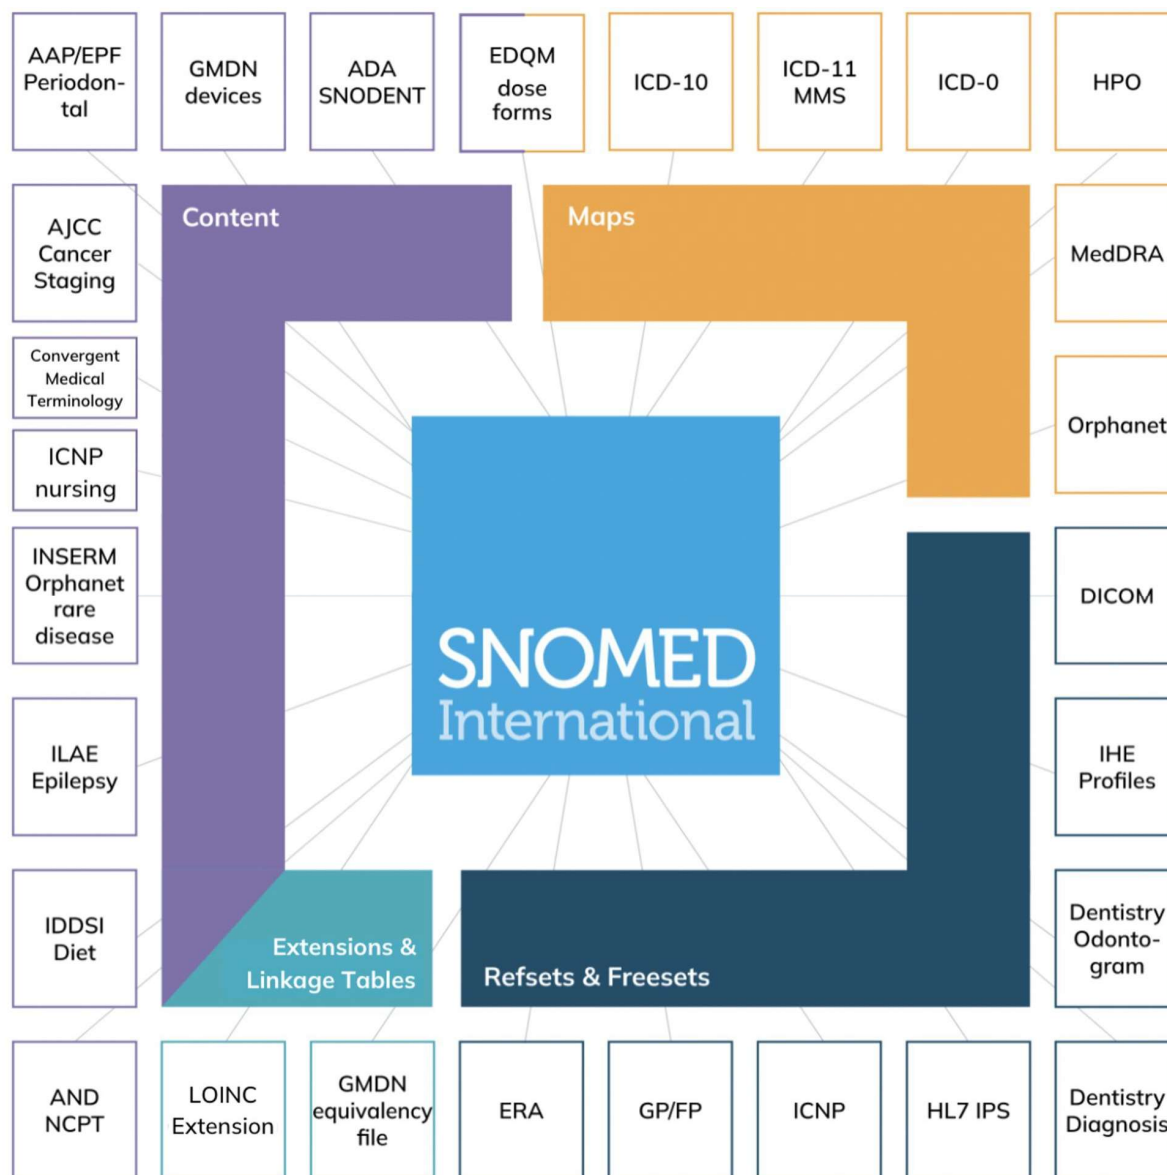 AAP/EPF
Periodon-
tal
GMDN
devices
ADA
SNODENT
EDQM
dose
forms
ICD-10
ICD-11
MMS
ICD-0
HPO
AJCC
Cancer
Staging
Content
Maps
MedDRA
Convergent
Medical
Terminology
ICNP
nursing
Orphanet
INSERM
Orphanet
rare
disease
SNOMED
International
DICOM
ILAE
Epilepsy
IHE
Profiles
IDDSI
Diet
Extensions &
Linkage Tables
Refsets & Freesets
Dentistry
Odonto-
gram
AND
NCPT
LOINC
Extension
GMDN
equivalency
file
ERA
GP/FP
ICNP
HL7 IPS
Dentistry
Diagnosis